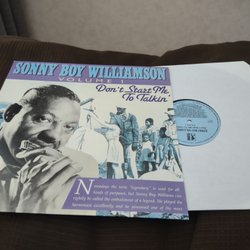 SONNY BOY WILLIAMSON
VOLUME 1
Don't Start Me
To Talkin
Nowadays the term "legendary" is used for all
kinds of purposes, but Sonny Boy Williamson can
rightly be called the embodiment of a legend. He played the
harmonicas excellently, and he possessed one of the most